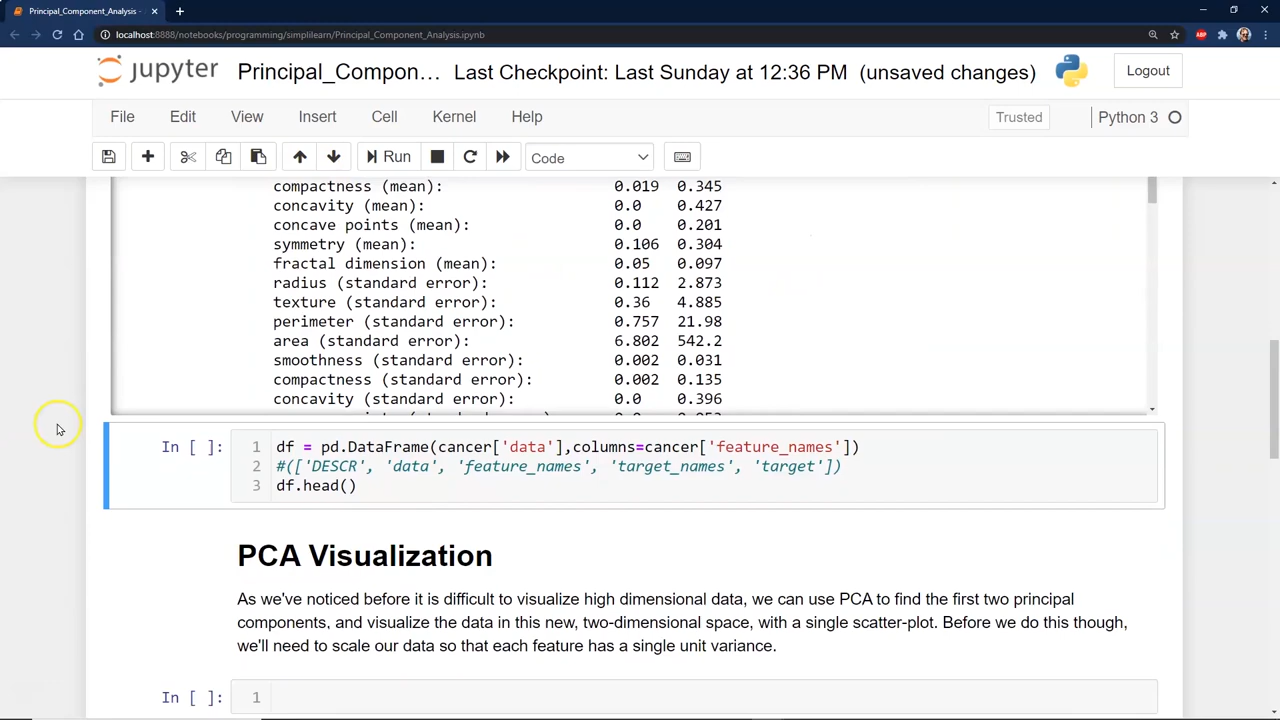 Principal_Component_Analysis -
localhost:8888/notebooks/programming/simplilearn/Principal_Component_Analysis.ipynb
ABP
jupyter Principal_Compon... Last Checkpoint: Last Sunday at 12:36 PM (unsaved changes) Logout
File Edit View Insert Cell Kernel Help Trusted Python 3
Run Code
compactness (mean): 0.019 0.345
concavity (mean): 0.0 0.427
concave points (mean): 0.0 0.201
symmetry (mean): 0.106 0.304
fractal dimension (mean): 0.05 0.097
radius (standard error): 0.112 2.873
texture (standard error): 0.36 4.885
perimeter (standard error): 0.757 21.98
area (standard error): 6.802 542.2
smoothness (standard error): 0.002 0.031
compactness (standard error): 0.002 0.135
concavity (standard error): 0.0 0.396
In [ ]: 1 df = pd.DataFrame(cancer['data'],columns=cancer['feature_names'])
2 #(['DESCR', 'data', 'feature_names', 'target_names', 'target'])
3 df.head()
PCA Visualization
As we've noticed before it is difficult to visualize high dimensional data, we can use PCA to find the first two principal
components, and visualize the data in this new, two-dimensional space, with a single scatter-plot. Before we do this though,
we'll need to scale our data so that each feature has a single unit variance.
In [ ]: 1